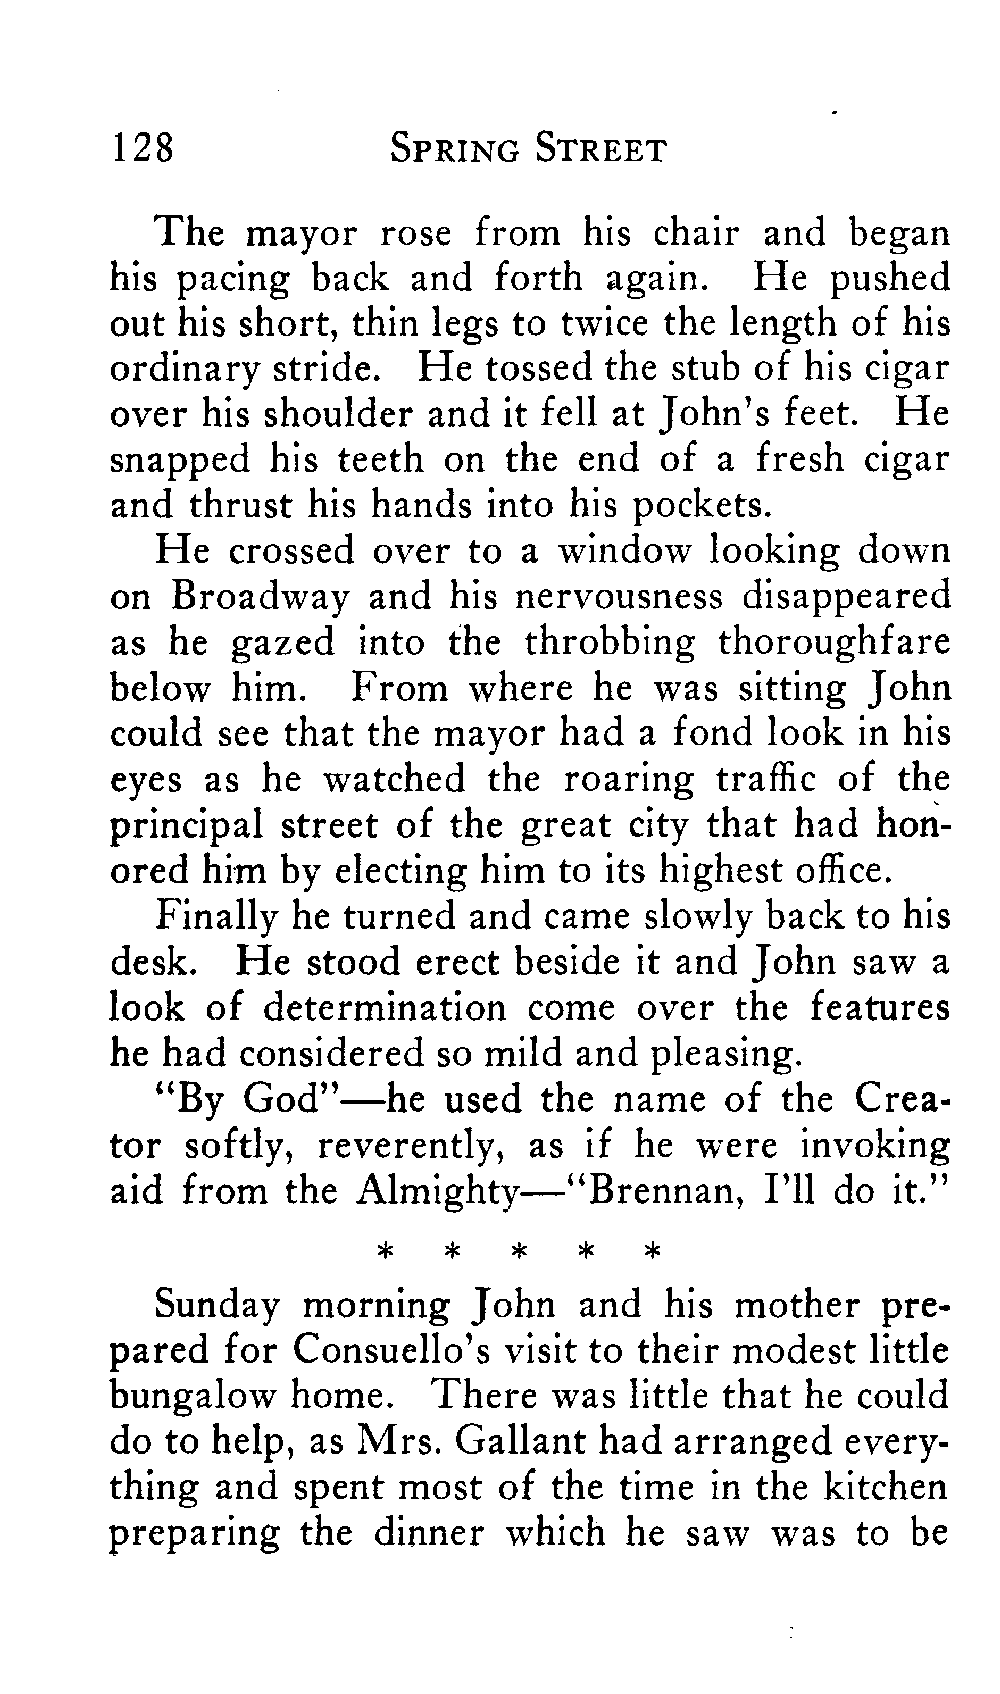 128 SPRING STREET
The mayor rose from his chair and began
his pacing back and forth again. He pushed
out his short, thin legs to twice the length of his
ordinary stride. He tossed the stub of his cigar
over his shoulder and it fell at John's feet. He
snapped his teeth on the end of a fresh cigar
and thrust his hands into his pockets.
He crossed over to a window looking down
on Broadway and his nervousness disappeared
as he gazed into the throbbing thoroughfare
below him. From where he was sitting John
could see that the mayor had a fond look in his
eyes as he watched the roaring traffic of the
principal street of the great city that had hon-
ored him by electing him to its highest office.
Finally he turned and came slowly back to his
desk. He stood erect beside it and John saw a
look of determination come over the features
he had considered so mild and pleasing.
"By God"—he used the name of the Crea-
tor softly, reverently, as if he were invoking
aid from the Almighty—"Brennan, I'll do it."
* * * * *
Sunday morning John and his mother pre-
pared for Consuello's visit to their modest little
bungalow home. There was little that he could
do to help, as Mrs. Gallant had arranged every-
thing and spent most of the time in the kitchen
preparing the dinner which he saw was to be